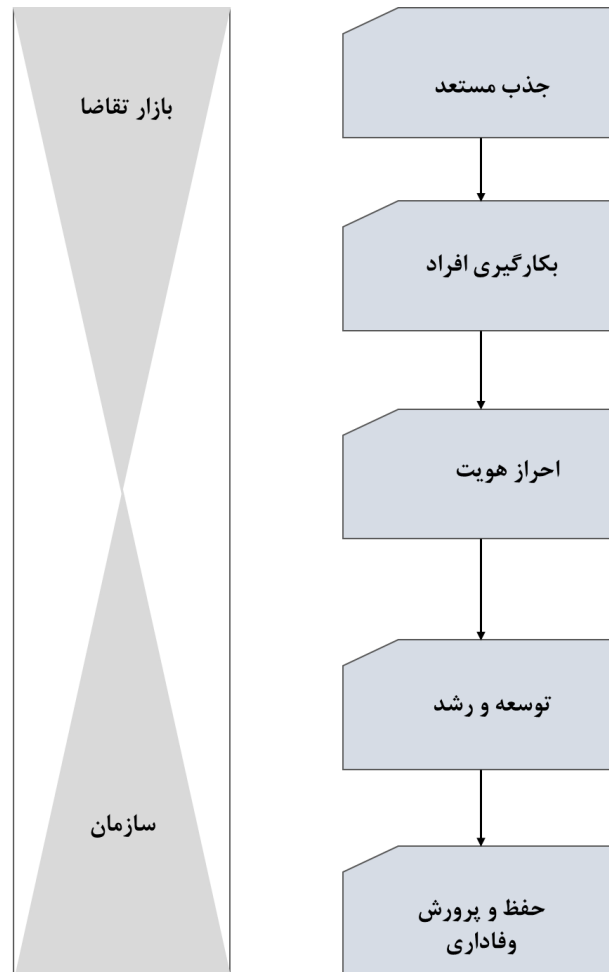 جذب مستعد
بازار تقاضا
بکارگیری افراد
احراز هویت
توسعه و رشد
سازمان
حفظ و پرورش
وفاداری